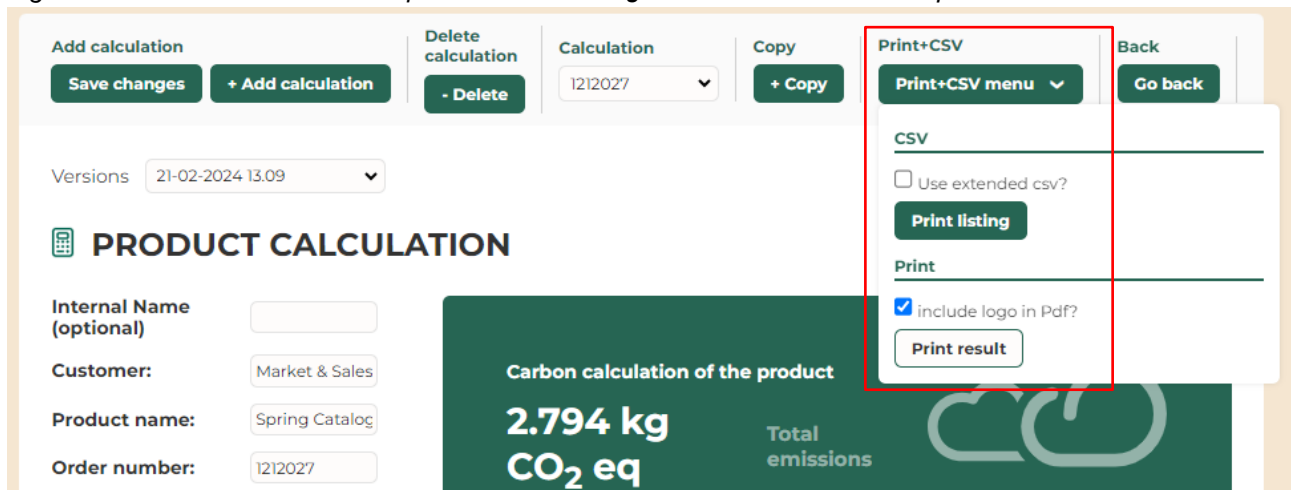 Add calculation
Save changes
+ Add calculation
Delete
calculation
- Delete
Calculation
1212027
Copy
+ Copy
Print+CSV
Print+CSV menu
Back
Go back
CSV
Use extended csv?
Print listing
Print
include logo in Pdf?
Print result
Versions 21-02-2024 13.09
PRODUCT CALCULATION
Internal Name
(optional)
Customer: Market & Sales
Product name: Spring Catalog
Order number: 1212027
Carbon calculation of the product
2.794 kg
CO₂ eq
Total
emissions